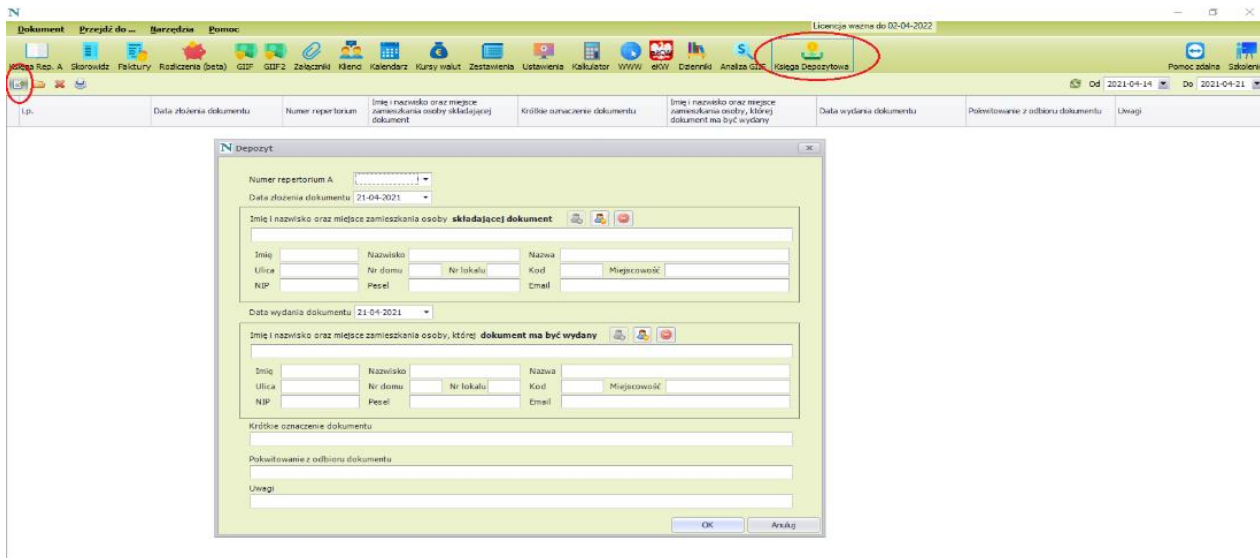 N
Licencja ważna do 02-04-2022
Dokument Przejdź do ... Narzędzia Pomoc
Księga Rep. A Skorowidz Faktury Rozliczenia (beta) GIIF GIIF2 Załączniki Klienci Kalendarz Kursy walut Zestawienia Ustawienia Kalkulator WWW eKW Dzienniki Analiza GIIF Księga Depozytowa Pomoc zdalna Szkoleni
Od 2021-04-14 Do 2021-04-21
Lp. Data złożenia dokumentu Numer repertorium Imię i nazwisko oraz miejsce zamieszkania osoby składającej dokument Krótkie oznaczenie dokumentu Imię i nazwisko oraz miejsce zamieszkania osoby, której dokument ma być wydany Data wydania dokumentu Pokwitowanie z odbioru dokumentu Uwagi
N Depozyt
Numer repertorium A
Data złożenia dokumentu 21-04-2021
Imię i nazwisko oraz miejsce zamieszkania osoby składającej dokument
Imię Nazwisko Nazwa
Ulica Nr domu Nr lokalu Kod Miejscowość
NIP Pesel Email
Data wydania dokumentu 21-04-2021
Imię i nazwisko oraz miejsce zamieszkania osoby, której dokument ma być wydany
Imię Nazwisko Nazwa
Ulica Nr domu Nr lokalu Kod Miejscowość
NIP Pesel Email
Krótkie oznaczenie dokumentu
Pokwitowanie z odbioru dokumentu
Uwagi
OK Anuluj